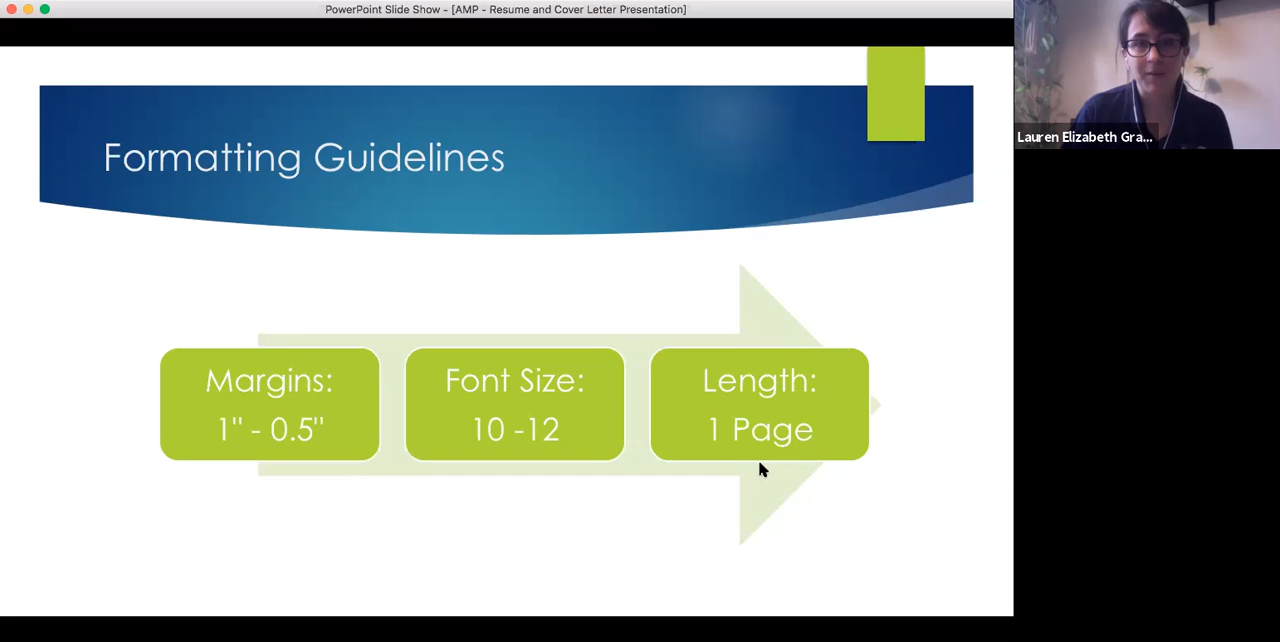 PowerPoint Slide Show - [AMP - Resume and Cover Letter Presentation]
Lauren Elizabeth Gra...
Formatting Guidelines
Margins:
1" - 0.5"
Font Size:
10 -12
Length:
1 Page